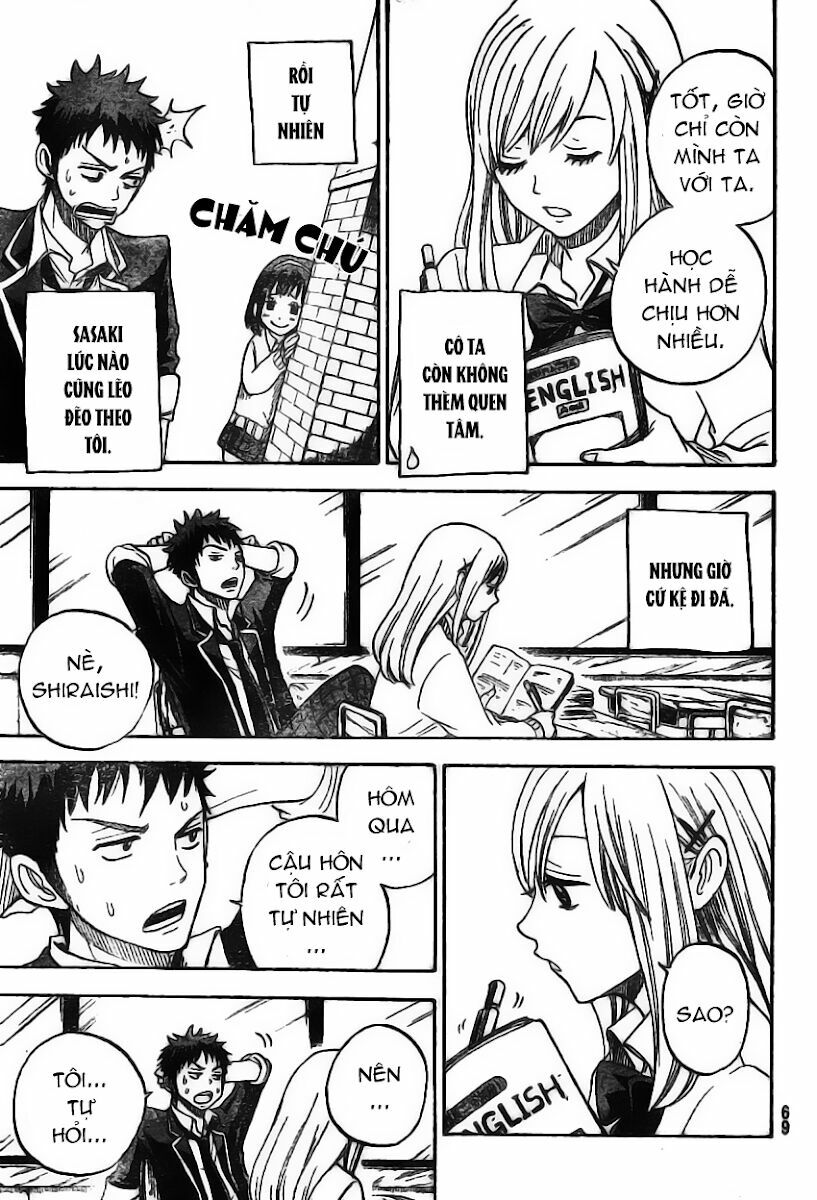 TỐT, GIỜ
CHỈ CÒN
MÌNH TA
VỚI TA.
HỌC
HÀNH DỄ
CHỊU HƠN
NHIỀU.
ENGLISH
CÔ TA
CÒN KHÔNG
THÈM QUEN
TÂM.
RỒI
TỰ
NHIÊN
CHĂM CHÚ
SASAKI
LÚC NÀO
CŨNG LẼO
ĐẼO THEO
TÔI.
NHƯNG GIỜ
CỨ KỆ ĐI ĐÃ.
NÈ,
SHIRAISHI!
SAO?
ENGLISH
HÔM
QUA
...
CẬU HÔN
TÔI RẤT
TỰ NHIÊN
...
NÊN
...
TÔI...
TỰ
HỎI...
69